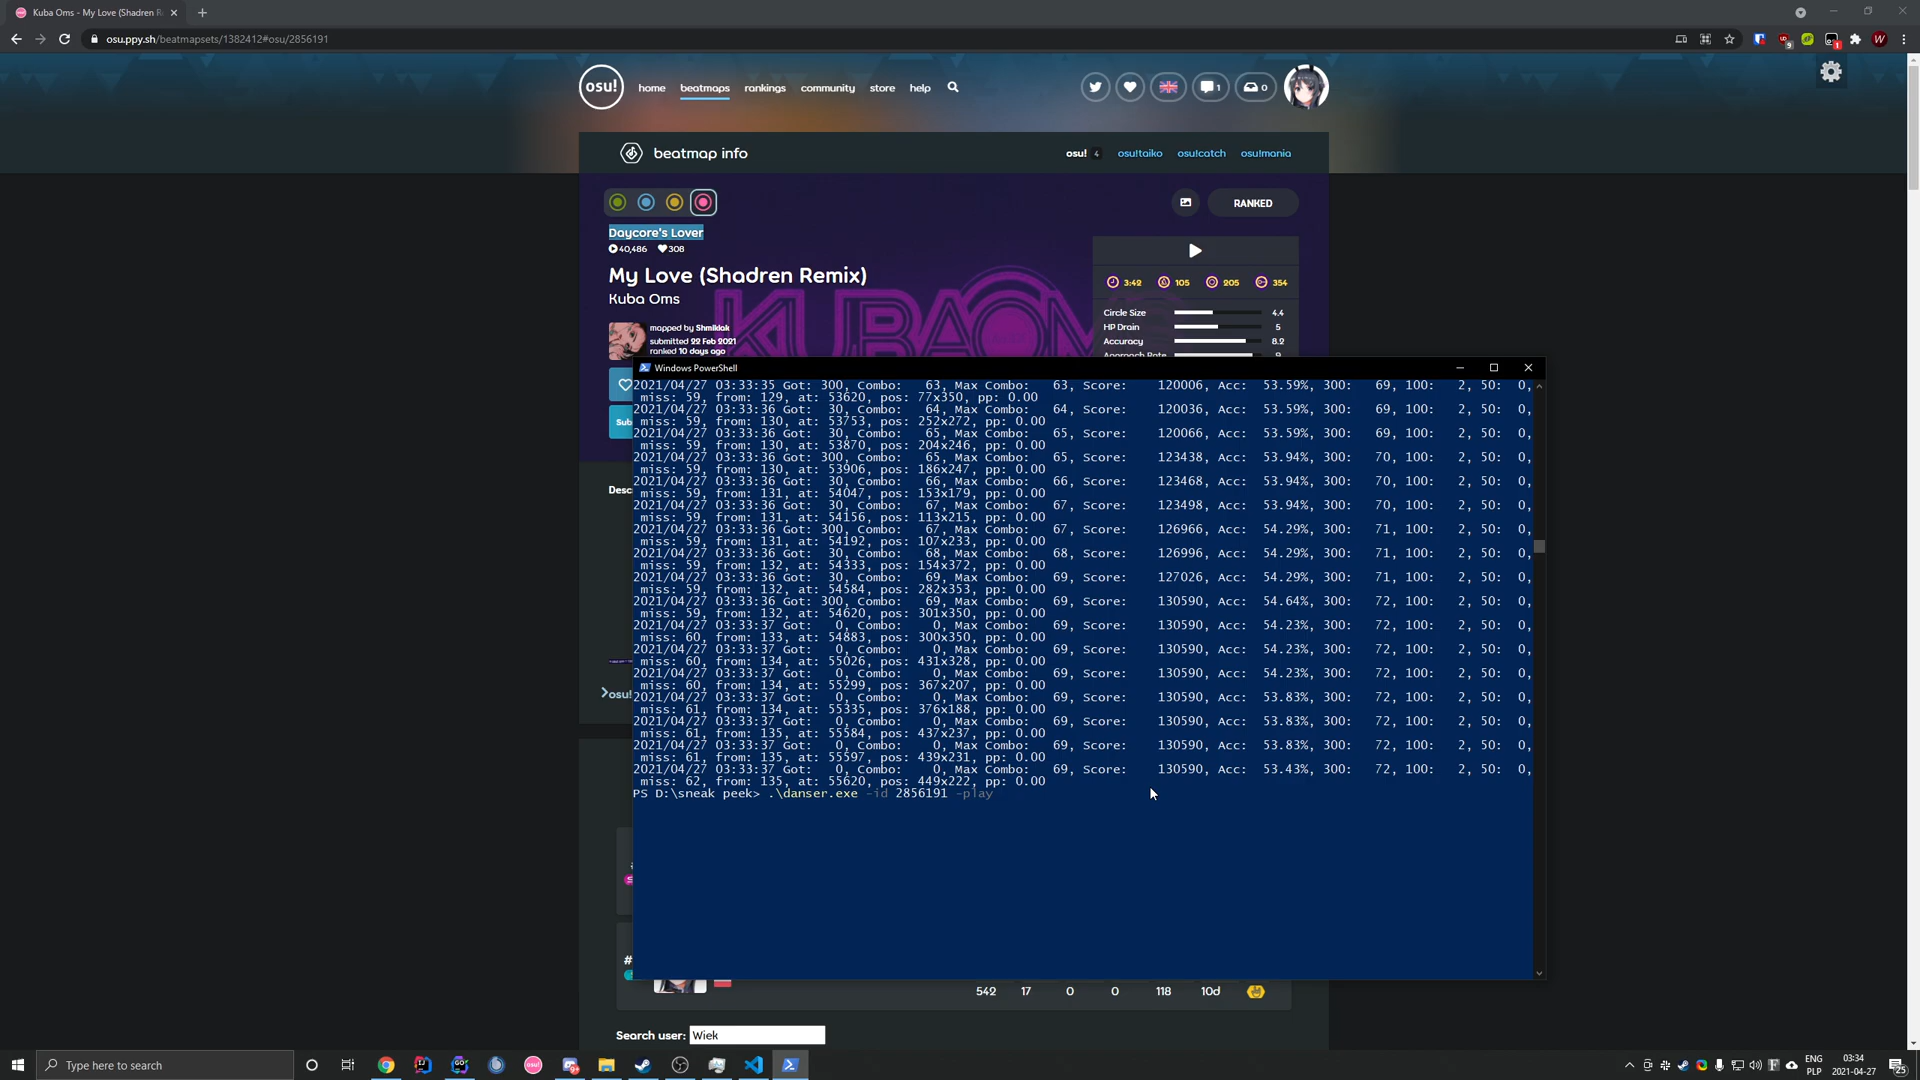 Kuba Oms - My Love (Shadren R
osu.ppy.sh/beatmapsets/1382412#osu/2856191
osu!
home
beatmaps
rankings
community
store
help
1
0
beatmap info
osu! 4
osu!taiko
osu!catch
osu!mania
RANKED
Daycore's Lover
40,486 308
My Love (Shadren Remix)
Kuba Oms
mapped by Shmiklak
submitted 22 Feb 2021
ranked 10 days ago
3:42 105 205 354
Circle Size 4.4
HP Drain 5
Accuracy 8.2
Approach Rate 9
KUBA OM
Sub
Desc
osu!
Windows PowerShell
2021/04/27 03:33:35 Got: 300, Combo: 63, Max Combo: 63, Score: 120006, Acc: 53.59%, 300: 69, 100: 2, 50: 0,
miss: 59, from: 129, at: 53620, pos: 77x350, pp: 0.00
2021/04/27 03:33:36 Got: 30, Combo: 64, Max Combo: 64, Score: 120036, Acc: 53.59%, 300: 69, 100: 2, 50: 0,
miss: 59, from: 130, at: 53753, pos: 252x272, pp: 0.00
2021/04/27 03:33:36 Got: 30, Combo: 65, Max Combo: 65, Score: 120066, Acc: 53.59%, 300: 69, 100: 2, 50: 0,
miss: 59, from: 130, at: 53870, pos: 204x246, pp: 0.00
2021/04/27 03:33:36 Got: 300, Combo: 65, Max Combo: 65, Score: 123438, Acc: 53.94%, 300: 70, 100: 2, 50: 0,
miss: 59, from: 130, at: 53906, pos: 186x247, pp: 0.00
2021/04/27 03:33:36 Got: 30, Combo: 66, Max Combo: 66, Score: 123468, Acc: 53.94%, 300: 70, 100: 2, 50: 0,
miss: 59, from: 131, at: 54047, pos: 153x179, pp: 0.00
2021/04/27 03:33:36 Got: 30, Combo: 67, Max Combo: 67, Score: 123498, Acc: 53.94%, 300: 70, 100: 2, 50: 0,
miss: 59, from: 131, at: 54156, pos: 113x215, pp: 0.00
2021/04/27 03:33:36 Got: 300, Combo: 67, Max Combo: 67, Score: 126966, Acc: 54.29%, 300: 71, 100: 2, 50: 0,
miss: 59, from: 131, at: 54192, pos: 107x233, pp: 0.00
2021/04/27 03:33:36 Got: 30, Combo: 68, Max Combo: 68, Score: 126996, Acc: 54.29%, 300: 71, 100: 2, 50: 0,
miss: 59, from: 132, at: 54333, pos: 154x372, pp: 0.00
2021/04/27 03:33:36 Got: 30, Combo: 69, Max Combo: 69, Score: 127026, Acc: 54.29%, 300: 71, 100: 2, 50: 0,
miss: 59, from: 132, at: 54584, pos: 282x353, pp: 0.00
2021/04/27 03:33:36 Got: 300, Combo: 69, Max Combo: 69, Score: 130590, Acc: 54.64%, 300: 72, 100: 2, 50: 0,
miss: 59, from: 132, at: 54620, pos: 301x350, pp: 0.00
2021/04/27 03:33:37 Got: 0, Combo: 0, Max Combo: 69, Score: 130590, Acc: 54.23%, 300: 72, 100: 2, 50: 0,
miss: 60, from: 133, at: 54883, pos: 300x350, pp: 0.00
2021/04/27 03:33:37 Got: 0, Combo: 0, Max Combo: 69, Score: 130590, Acc: 54.23%, 300: 72, 100: 2, 50: 0,
miss: 60, from: 134, at: 55026, pos: 431x328, pp: 0.00
2021/04/27 03:33:37 Got: 0, Combo: 0, Max Combo: 69, Score: 130590, Acc: 54.23%, 300: 72, 100: 2, 50: 0,
miss: 60, from: 134, at: 55299, pos: 367x207, pp: 0.00
2021/04/27 03:33:37 Got: 0, Combo: 0, Max Combo: 69, Score: 130590, Acc: 53.83%, 300: 72, 100: 2, 50: 0,
miss: 61, from: 134, at: 55335, pos: 376x188, pp: 0.00
2021/04/27 03:33:37 Got: 0, Combo: 0, Max Combo: 69, Score: 130590, Acc: 53.83%, 300: 72, 100: 2, 50: 0,
miss: 61, from: 135, at: 55584, pos: 437x237, pp: 0.00
2021/04/27 03:33:37 Got: 0, Combo: 0, Max Combo: 69, Score: 130590, Acc: 53.83%, 300: 72, 100: 2, 50: 0,
miss: 61, from: 135, at: 55597, pos: 439x231, pp: 0.00
2021/04/27 03:33:37 Got: 0, Combo: 0, Max Combo: 69, Score: 130590, Acc: 53.43%, 300: 72, 100: 2, 50: 0,
miss: 62, from: 135, at: 55620, pos: 449x222, pp: 0.00
PS D:\sneak peek> .\danser.exe -id 2856191 -play
#
542 17 0 0 118 10d
Search user: Wiek
Type here to search
ENG
PLP
03:34
2021-04-27
25